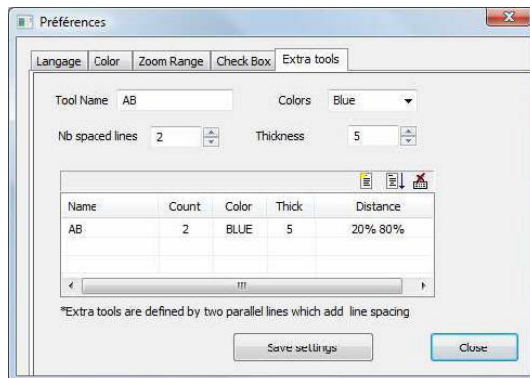 Préférences
Langage Color Zoom Range Check Box Extra tools
Tool Name AB Colors Blue
Nb spaced lines 2 Thickness 5
Name Count Color Thick Distance
AB 2 BLUE 5 20% 80%
*Extra tools are defined by two parallel lines which add line spacing
Save settings Close